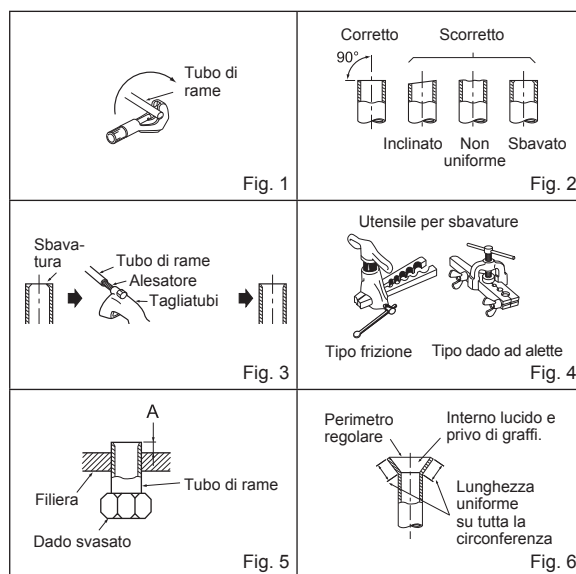 Tubo di
rame
Fig. 1
Corretto
Scorretto
90°
Inclinato
Non
uniforme
Sbavato
Fig. 2
Sbava-
tura
Tubo di rame
Alesatore
Tagliatubi
Fig. 3
Utensile per sbavature
Tipo frizione
Tipo dado ad alette
Fig. 4
A
Filiera
Tubo di rame
Dado svasato
Fig. 5
Perimetro
regolare
Interno lucido e
privo di graffi.
Lunghezza
uniforme
su tutta la
circonferenza
Fig. 6